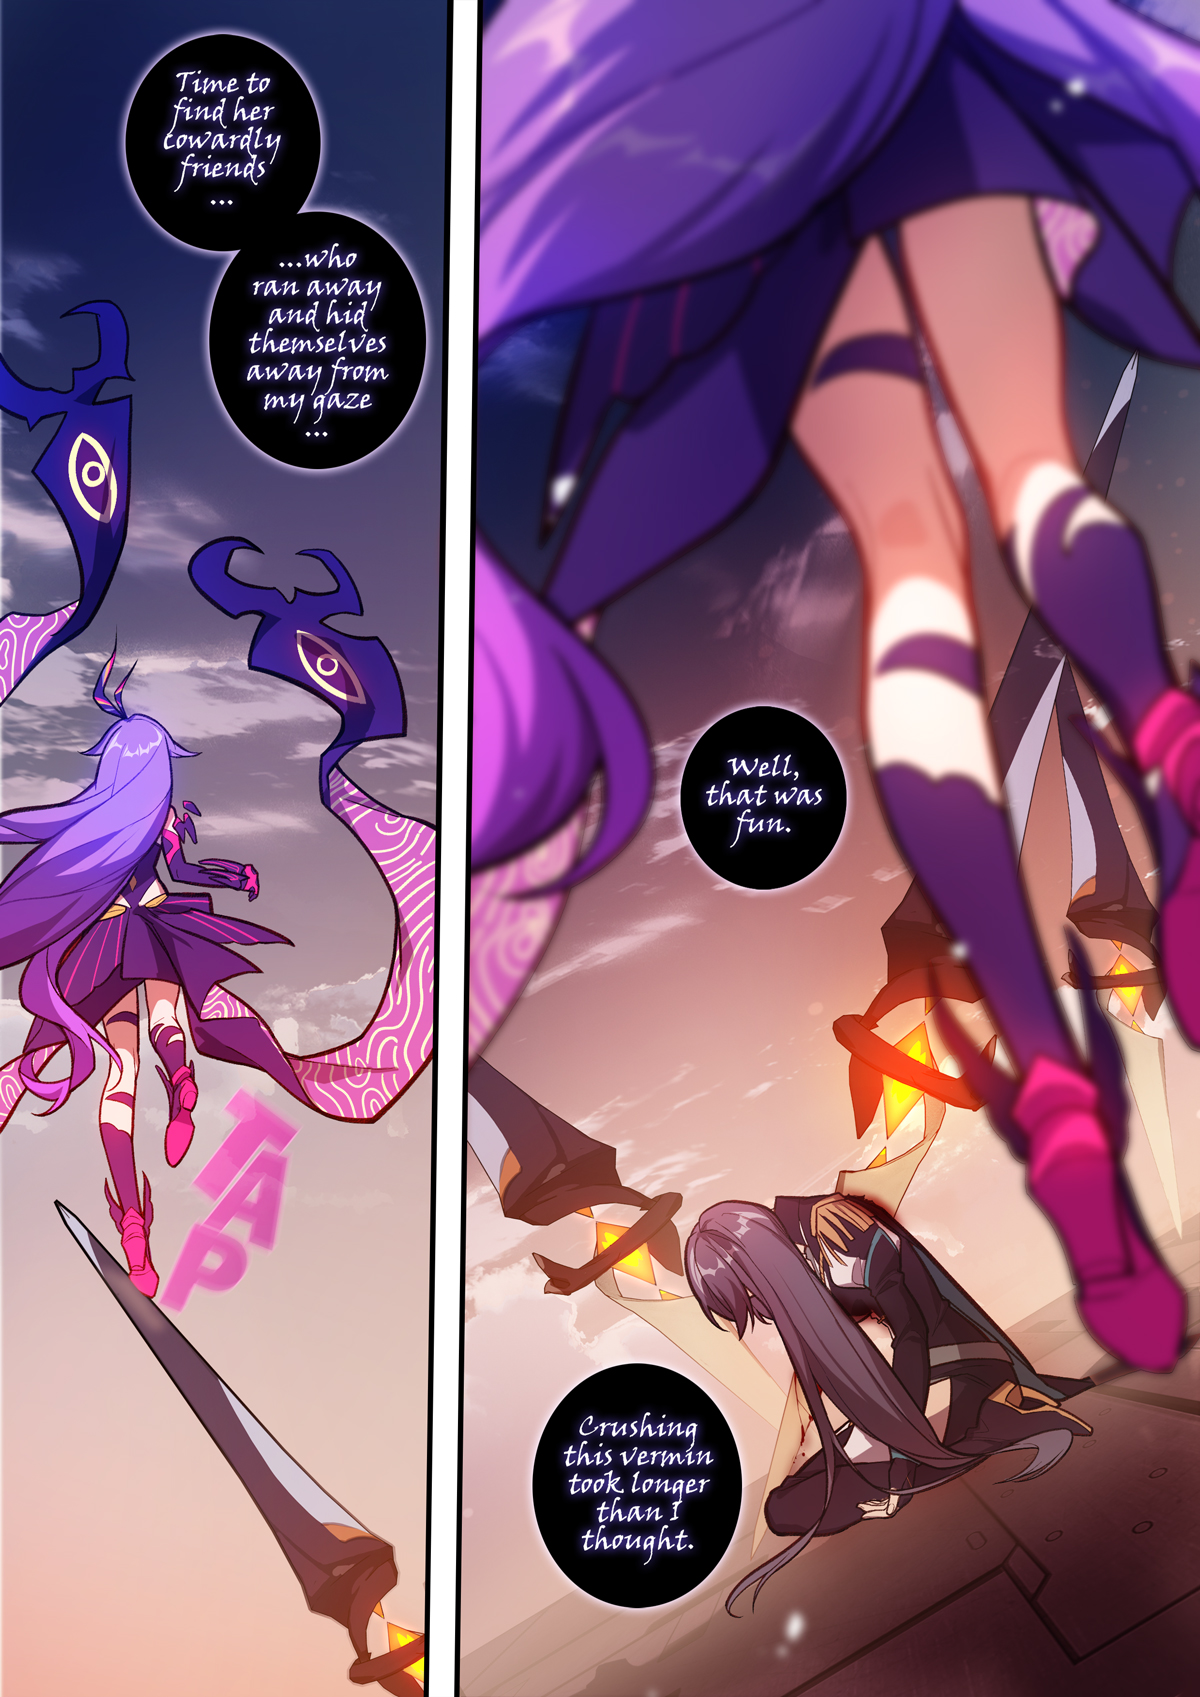 Well,
that was
fun.
Crushing
this vermin
took longer
than I
thought.
Time to
find her
cowardly
friends
...
...who
ran away
and hid
themselves
away from
my gaze
...
TAP